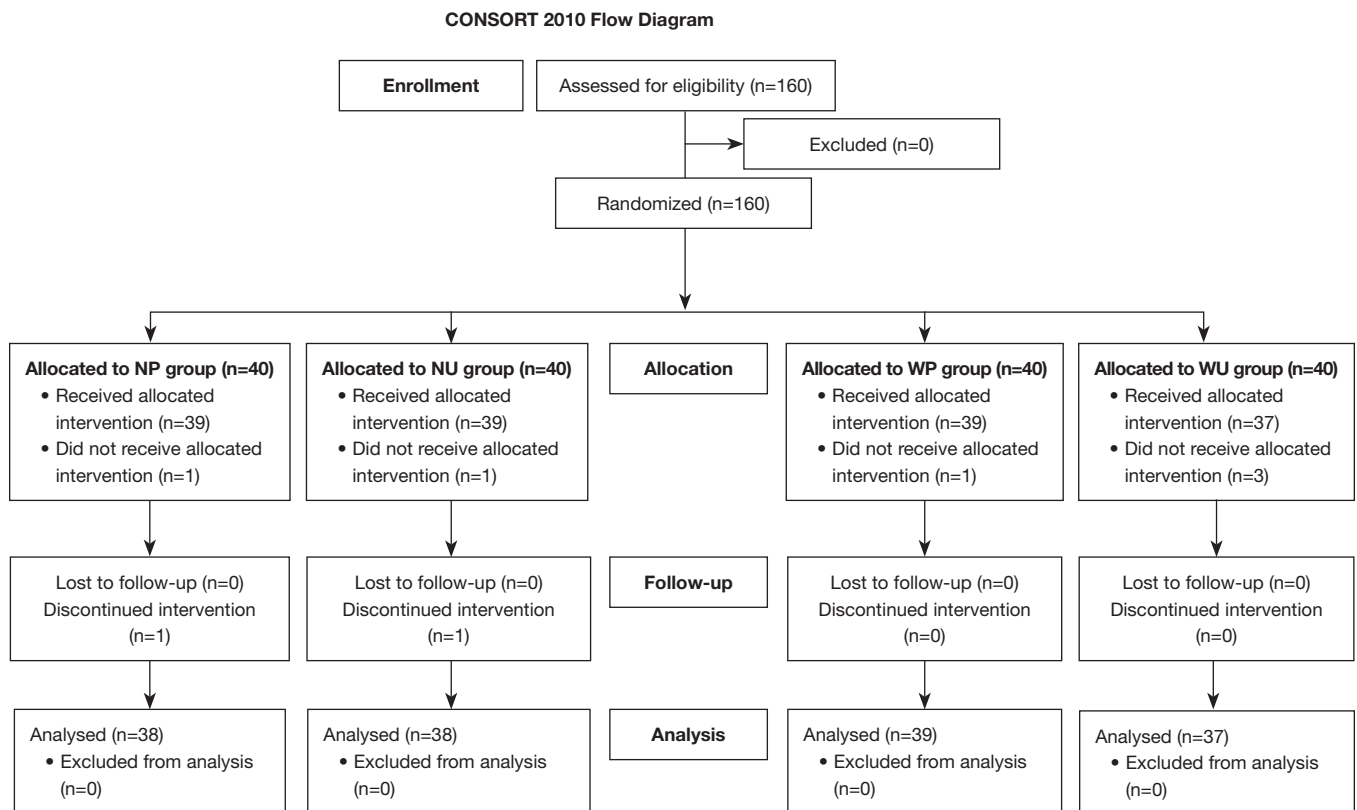 CONSORT 2010 Flow Diagram
Enrollment
Assessed for eligibility (n=160)
Excluded (n=0)
Randomized (n=160)
Allocated to NP group (n=40)
• Received allocated
intervention (n=39)
• Did not receive allocated
intervention (n=1)
Allocated to NU group (n=40)
• Received allocated
intervention (n=39)
• Did not receive allocated
intervention (n=1)
Allocation
Allocated to WP group (n=40)
• Received allocated
intervention (n=39)
• Did not receive allocated
intervention (n=1)
Allocated to WU group (n=40)
• Received allocated
intervention (n=37)
• Did not receive allocated
intervention (n=3)
Lost to follow-up (n=0)
Discontinued intervention
(n=1)
Lost to follow-up (n=0)
Discontinued intervention
(n=1)
Follow-up
Lost to follow-up (n=0)
Discontinued intervention
(n=0)
Lost to follow-up (n=0)
Discontinued intervention
(n=0)
Analysed (n=38)
• Excluded from analysis
(n=0)
Analysed (n=38)
• Excluded from analysis
(n=0)
Analysis
Analysed (n=39)
• Excluded from analysis
(n=0)
Analysed (n=37)
• Excluded from analysis
(n=0)